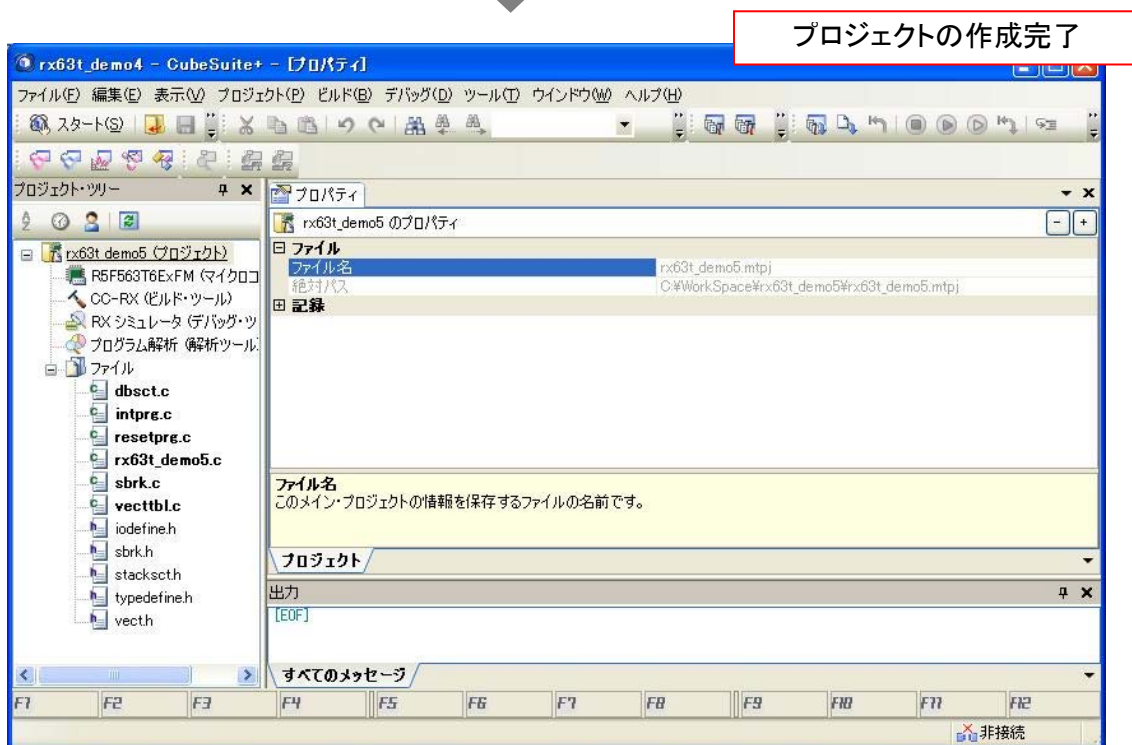 プロジェクトの作成完了
rx63t_demo4 - CubeSuite+ - [プロパティ]
ファイル(F) 編集(E) 表示(V) プロジェクト(P) ビルド(B) デバッグ(D) ツール(T) ウインドウ(W) ヘルプ(H)
スタート(S)
プロジェクト・ツリー
プロパティ
rx63t_demo5 のプロパティ
rx63t_demo5 (プロジェクト)
R5F563T6ExFM (マイクロコ
CC-RX (ビルド・ツール)
RX シミュレータ (デバッグ・ツ
プログラム解析 (解析ツール)
ファイル
dbsct.c
intprg.c
resetprg.c
rx63t_demo5.c
sbrk.c
vecttbl.c
iodefine.h
sbrk.h
stacksct.h
typedefine.h
vect.h
ファイル
ファイル名 rx63t_demo5.mtpj
絶対パス C:¥WorkSpace¥rx63t_demo5¥rx63t_demo5.mtpj
記録
ファイル名
このメイン・プロジェクトの情報を保存するファイルの名前です。
プロジェクト
出力
[EOF]
すべてのメッセージ
F1 F2 F3 F4 F5 F6 F7 F8 F9 F10 F11 F12
非接続